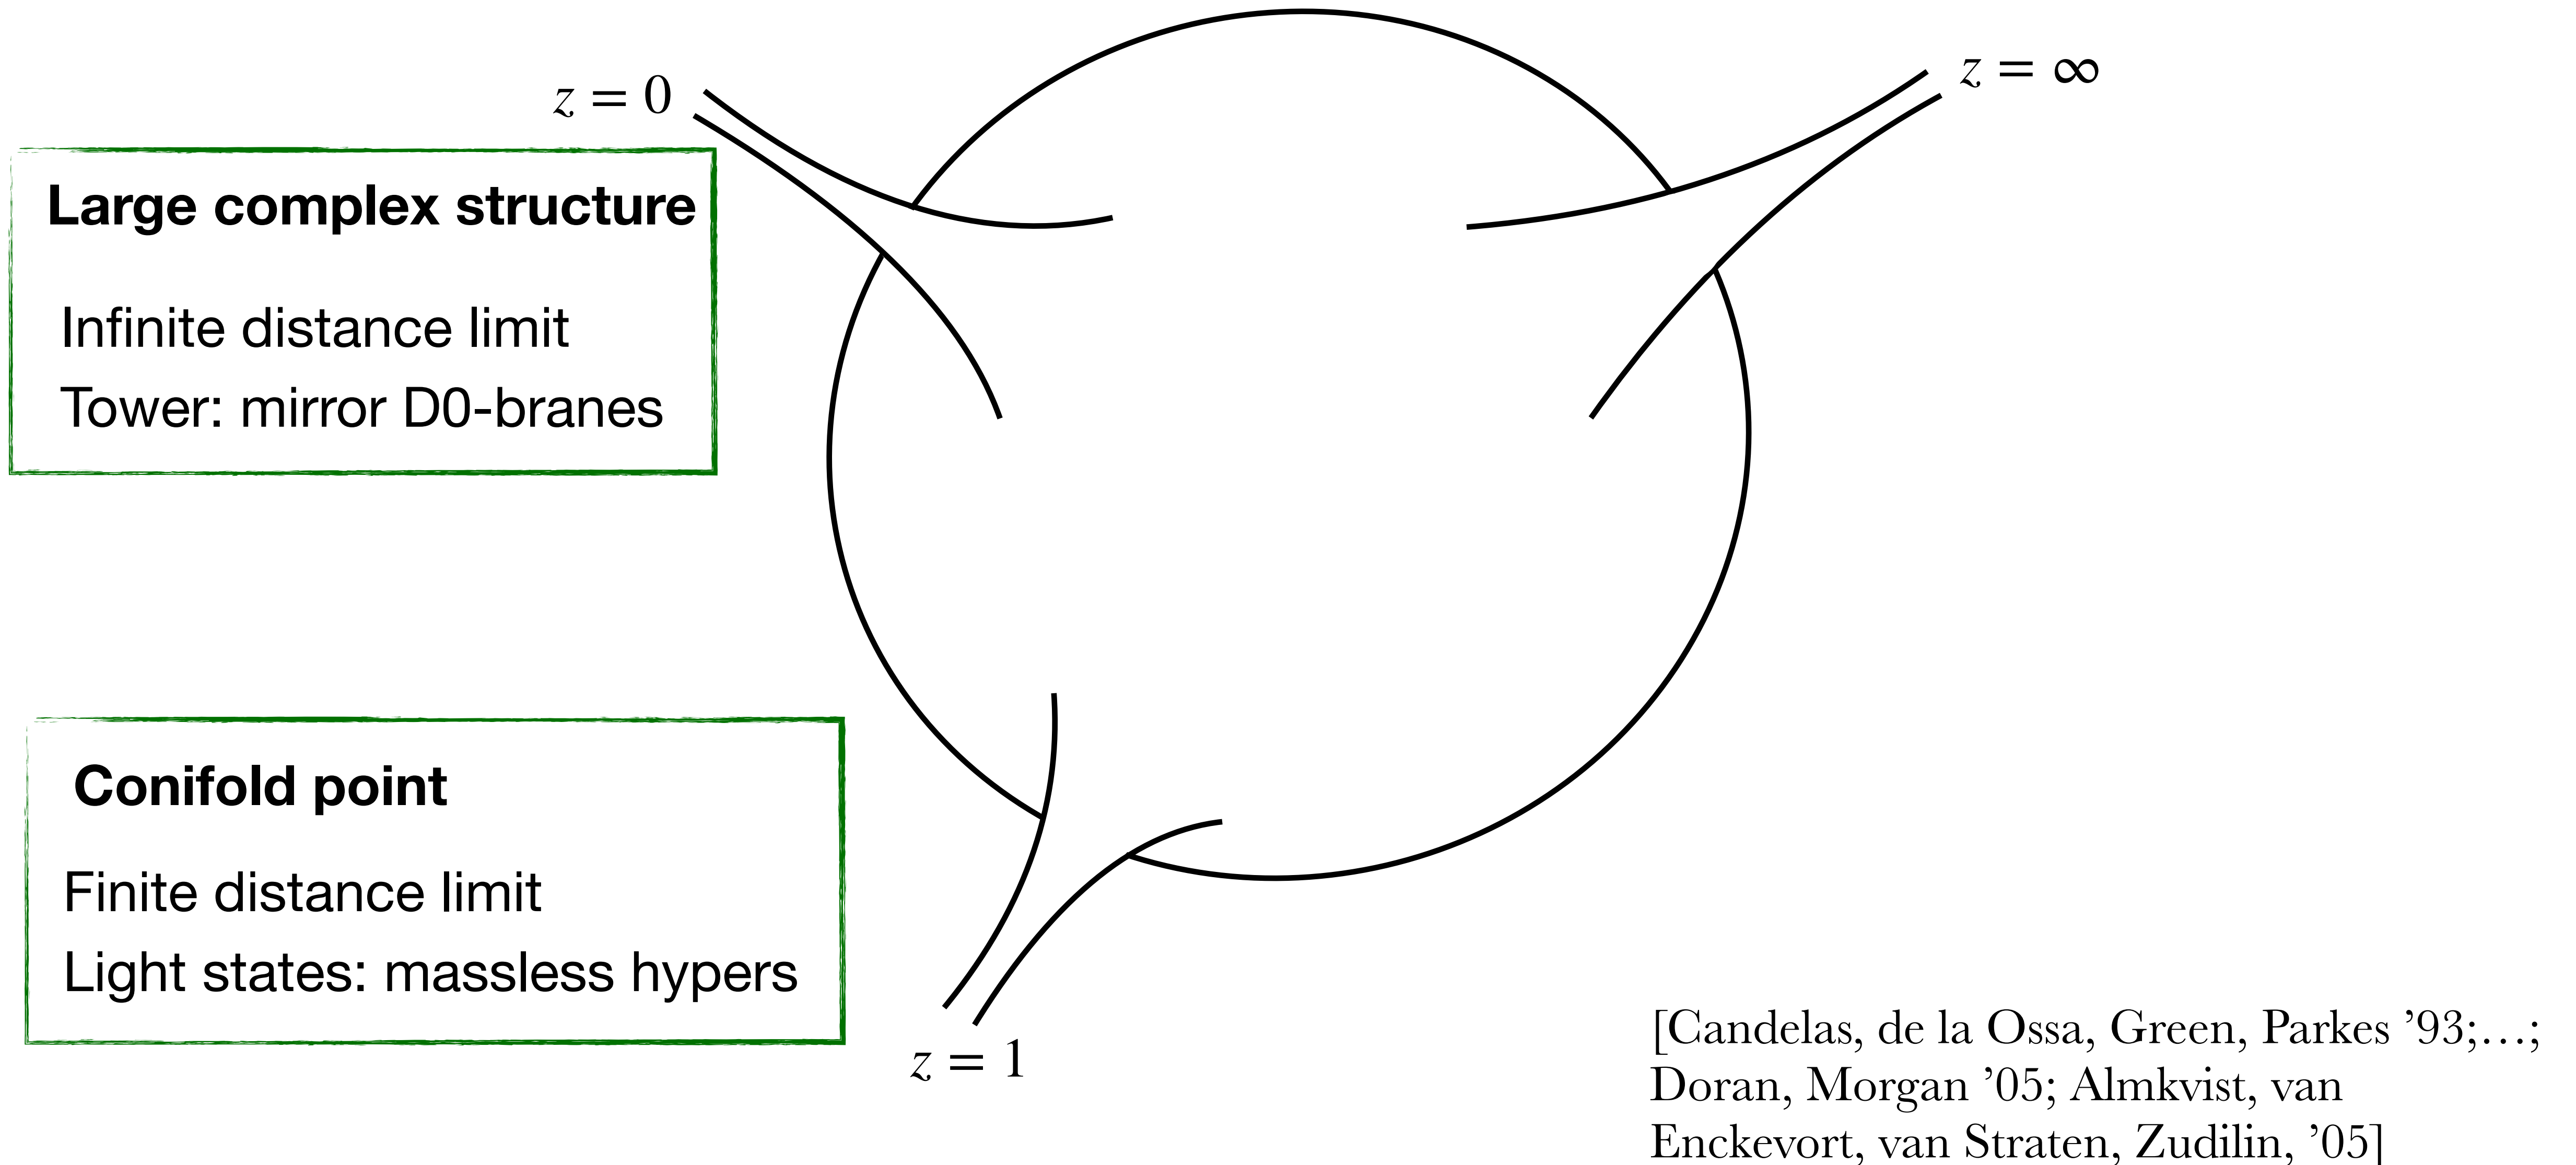 z = 0
z = ∞
Large complex structure
Infinite distance limit
Tower: mirror D0-branes
Conifold point
Finite distance limit
Light states: massless hypers
z = 1
[Candelas, de la Ossa, Green, Parkes ’93;…;
Doran, Morgan ’05; Almkvist, van
Enckevort, van Straten, Zudilin, ’05]